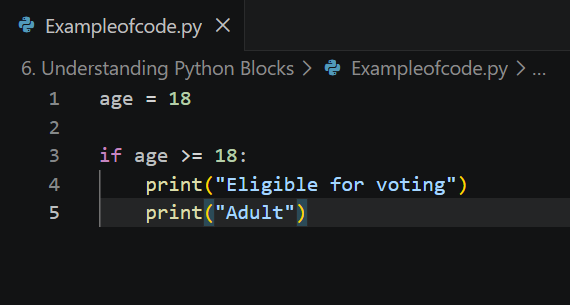 Exampleofcode.py ×
6. Understanding Python Blocks > Exampleofcode.py > ...
1 age = 18
2
3 if age >= 18:
4     print("Eligible for voting")
5     print("Adult")